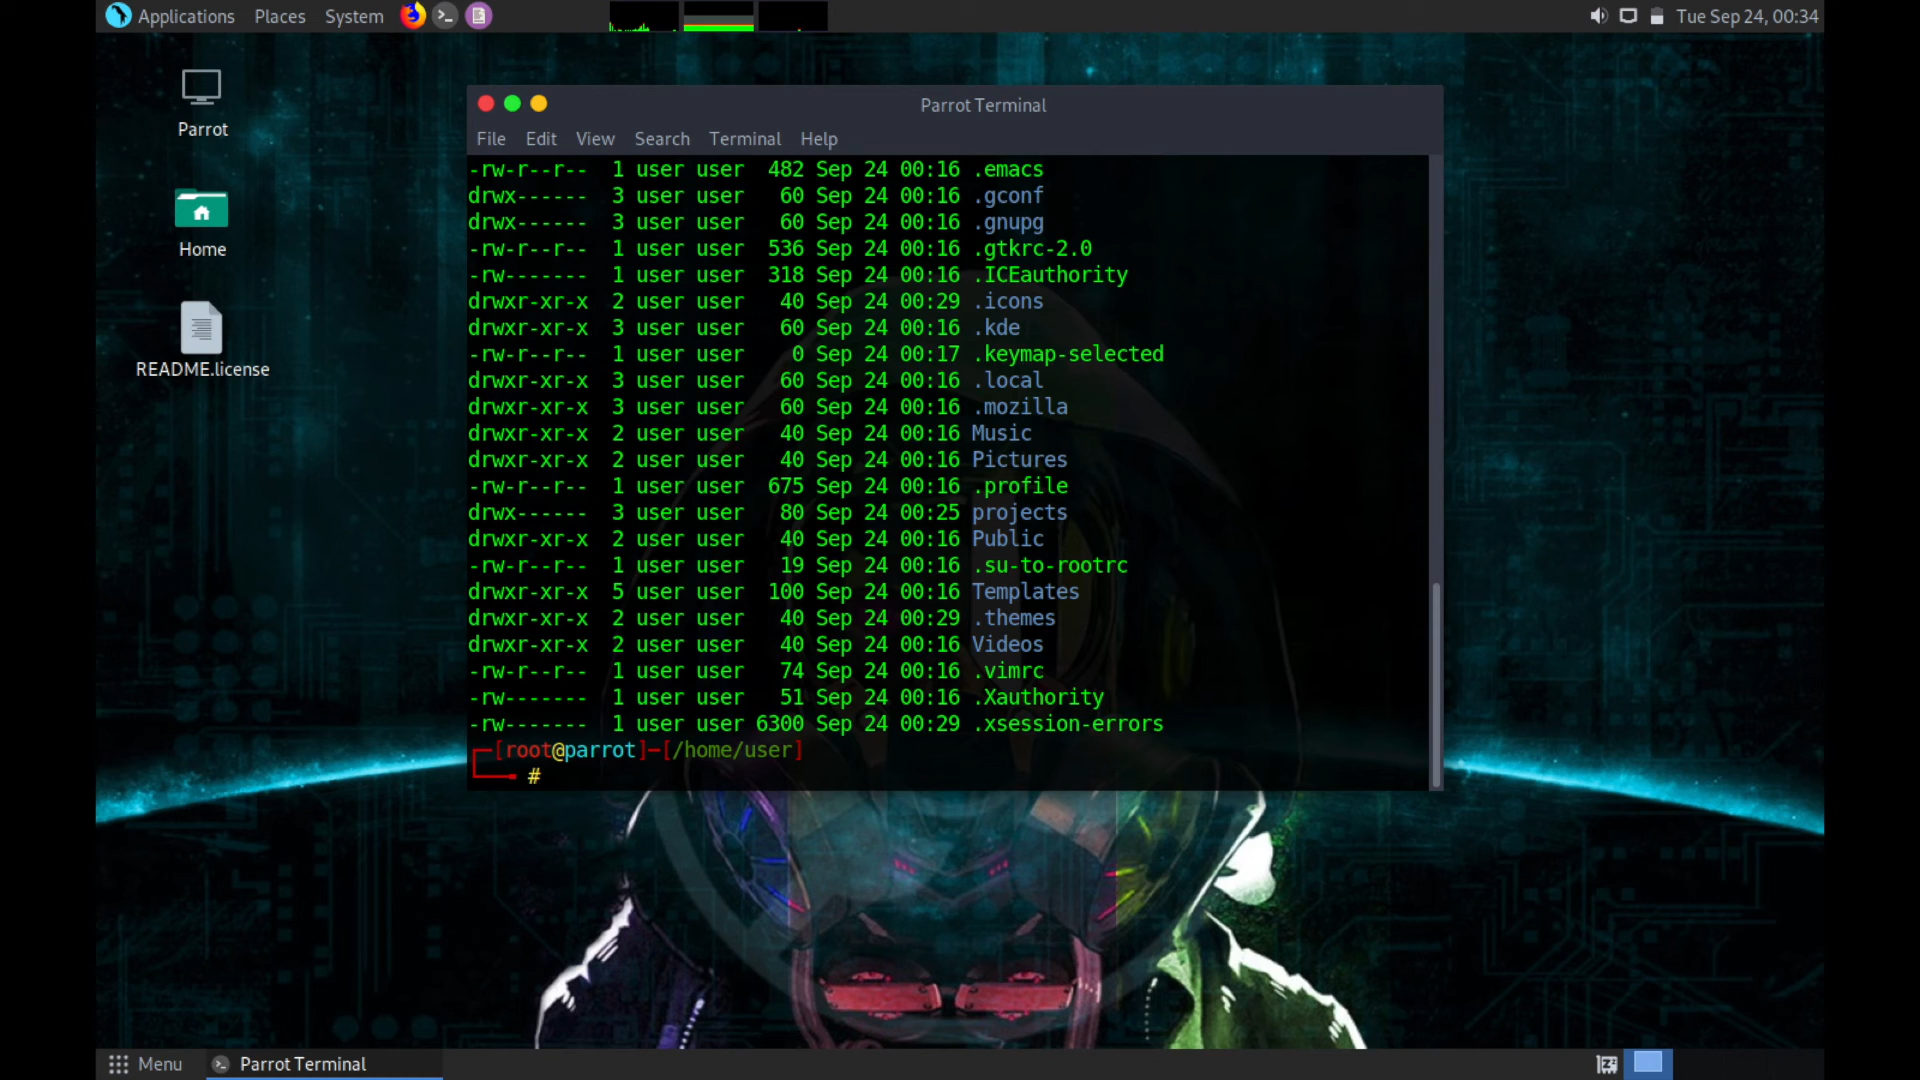 Applications Places System Tue Sep 24, 00:34
Parrot
Home
README.license
Parrot Terminal
File Edit View Search Terminal Help
-rw-r--r-- 1 user user 482 Sep 24 00:16 .emacs
drwx------ 3 user user 60 Sep 24 00:16 .gconf
drwx------ 3 user user 60 Sep 24 00:16 .gnupg
-rw-r--r-- 1 user user 536 Sep 24 00:16 .gtkrc-2.0
-rw------- 1 user user 318 Sep 24 00:16 .ICEauthority
drwxr-xr-x 2 user user 40 Sep 24 00:29 .icons
drwxr-xr-x 3 user user 60 Sep 24 00:16 .kde
-rw-r--r-- 1 user user 0 Sep 24 00:17 .keymap-selected
drwxr-xr-x 3 user user 60 Sep 24 00:16 .local
drwxr-xr-x 3 user user 60 Sep 24 00:16 .mozilla
drwxr-xr-x 2 user user 40 Sep 24 00:16 Music
drwxr-xr-x 2 user user 40 Sep 24 00:16 Pictures
-rw-r--r-- 1 user user 675 Sep 24 00:16 .profile
drwx------ 3 user user 80 Sep 24 00:25 projects
drwxr-xr-x 2 user user 40 Sep 24 00:16 Public
-rw-r--r-- 1 user user 19 Sep 24 00:16 .su-to-rootrc
drwxr-xr-x 5 user user 100 Sep 24 00:16 Templates
drwxr-xr-x 2 user user 40 Sep 24 00:29 .themes
drwxr-xr-x 2 user user 40 Sep 24 00:16 Videos
-rw-r--r-- 1 user user 74 Sep 24 00:16 .vimrc
-rw------- 1 user user 51 Sep 24 00:16 .Xauthority
-rw------- 1 user user 6300 Sep 24 00:29 .xsession-errors
┌─[root@parrot]─[/home/user]
└──╼ #
Menu Parrot Terminal